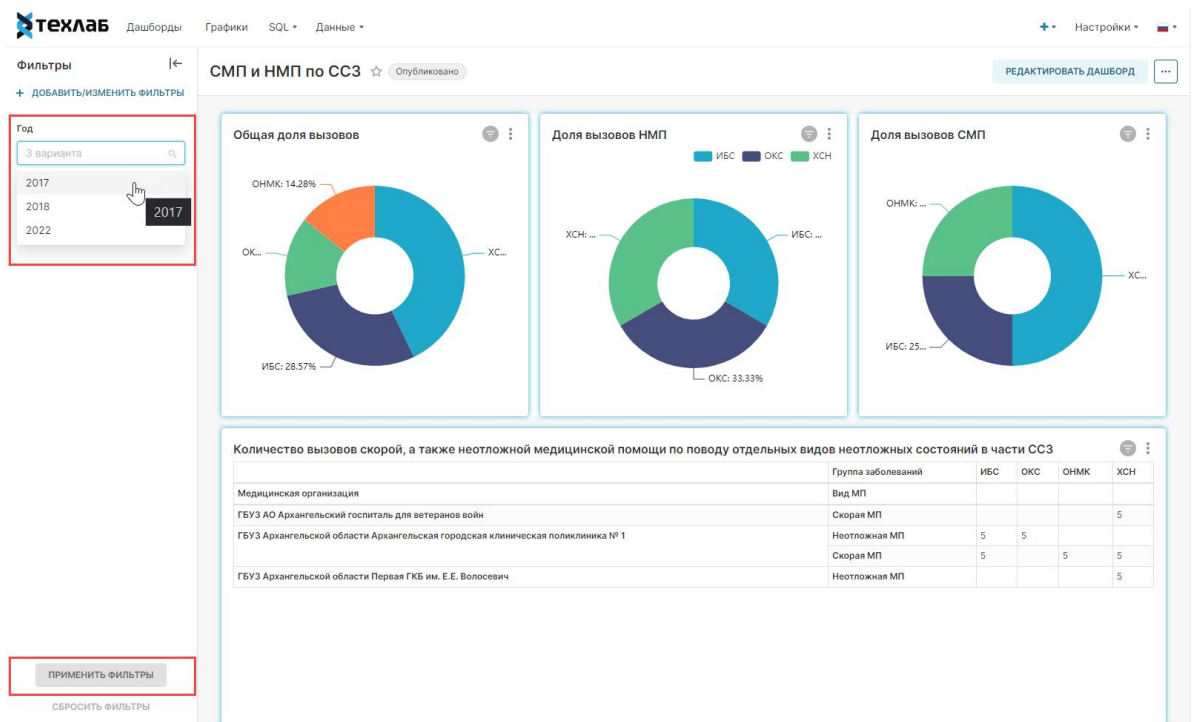 ТЕХЛАБ Дашборды Графики SQL Данные + Настройки
Фильтры
+ ДОБАВИТЬ/ИЗМЕНИТЬ ФИЛЬТРЫ
Год
3 варианта
2017
2018
2022
2017
ПРИМЕНИТЬ ФИЛЬТРЫ
СБРОСИТЬ ФИЛЬТРЫ
СМП и НМП по ССЗ Опубликовано РЕДАКТИРОВАТЬ ДАШБОРД ...
Общая доля вызовов
ОНМК: 14.28%
ОК...
ХС...
ИБС: 28.57%
Доля вызовов НМП
ИБС ОКС ХСН
ХСН: ...
ИБС: ...
ОКС: 33.33%
Доля вызовов СМП
ОНМК: ...
ХС...
ИБС: 25...
Количество вызовов скорой, а также неотложной медицинской помощи по поводу отдельных видов неотложных состояний в части ССЗ
Группа заболеваний ИБС ОКС ОНМК ХСН
Медицинская организация Вид МП
ГБУЗ АО Архангельский госпиталь для ветеранов войн Скорая МП 5
ГБУЗ Архангельской области Архангельская городская клиническая поликлиника № 1 Неотложная МП 5 5
Скорая МП 5 5 5
ГБУЗ Архангельской области Первая ГКБ им. Е.Е. Волосевич Неотложная МП 5